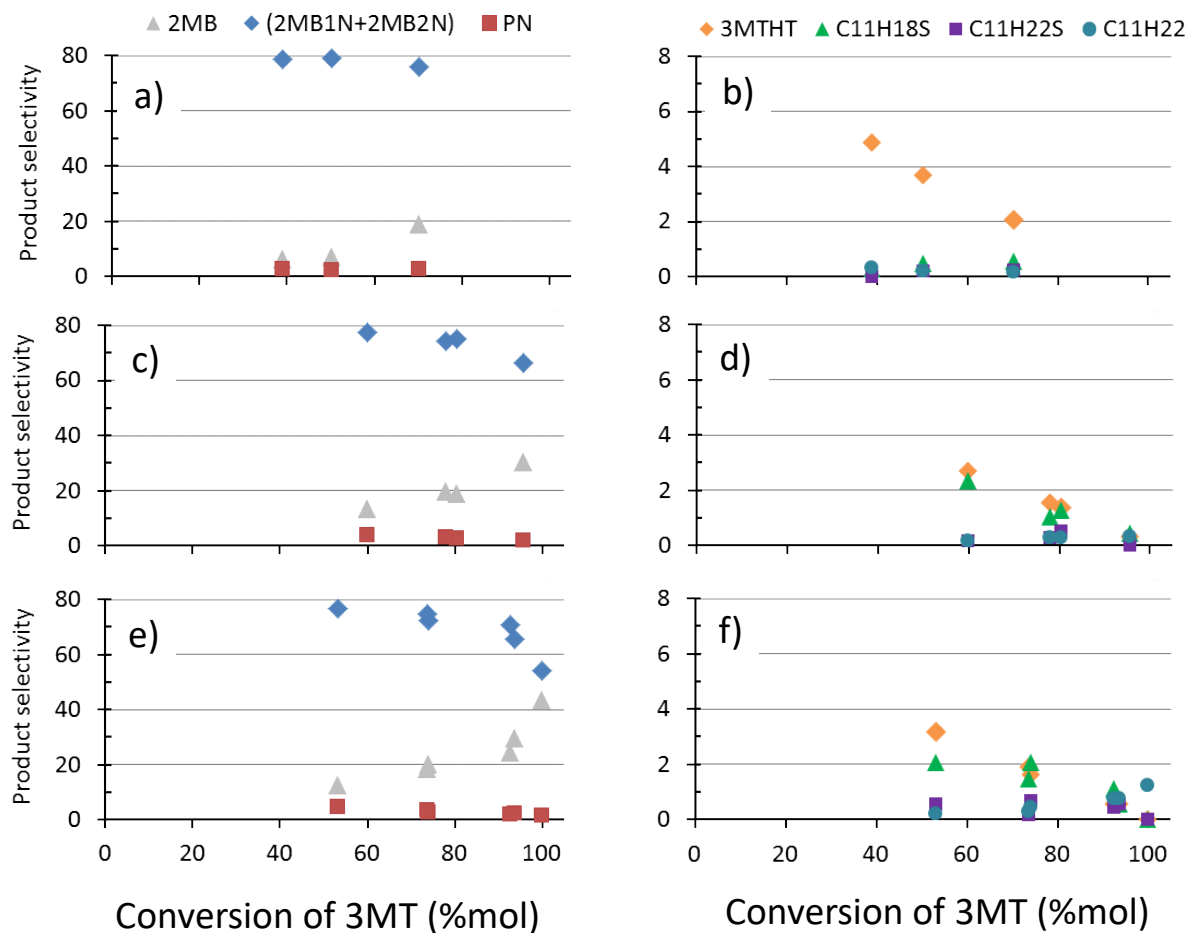 2MB (2MB1N+2MB2N) PN
3MTHT C11H18S C11H22S C11H22
Product selectivity
80
60
40
20
0
a)
8
6
4
2
0
b)
Product selectivity
80
60
40
20
0
c)
8
6
4
2
0
d)
Product selectivity
80
60
40
20
0
e)
0 20 40 60 80 100
Conversion of 3MT (%mol)
8
6
4
2
0
f)
0 20 40 60 80 100
Conversion of 3MT (%mol)